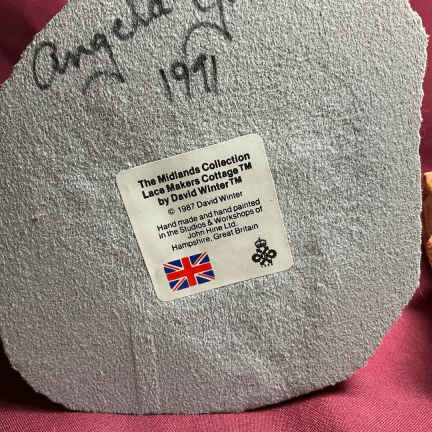 Angela
1991
The Midlands Collection
Lace Makers Cottage™
by David Winter™
© 1987 David Winter
Hand made and hand painted
in the Studios & Workshops of
John Hine Ltd.
Hampshire, Great Britain